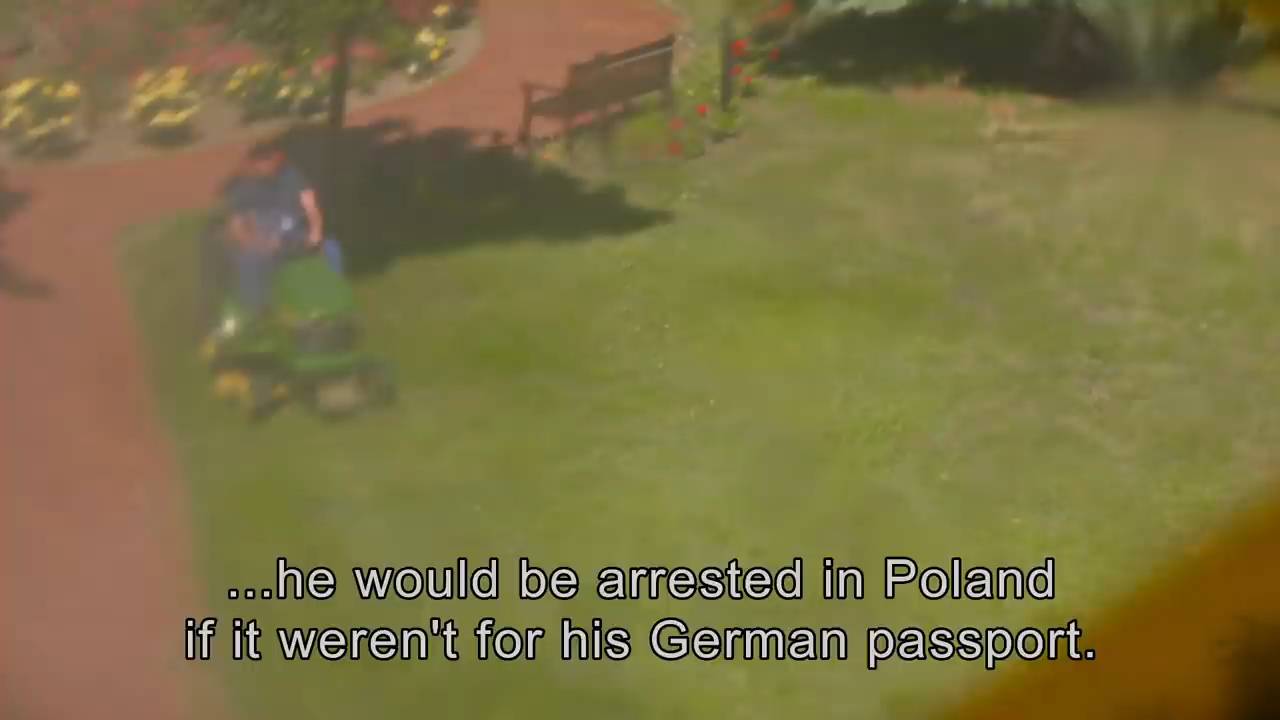 ...he would be arrested in Poland
if it weren't for his German passport.